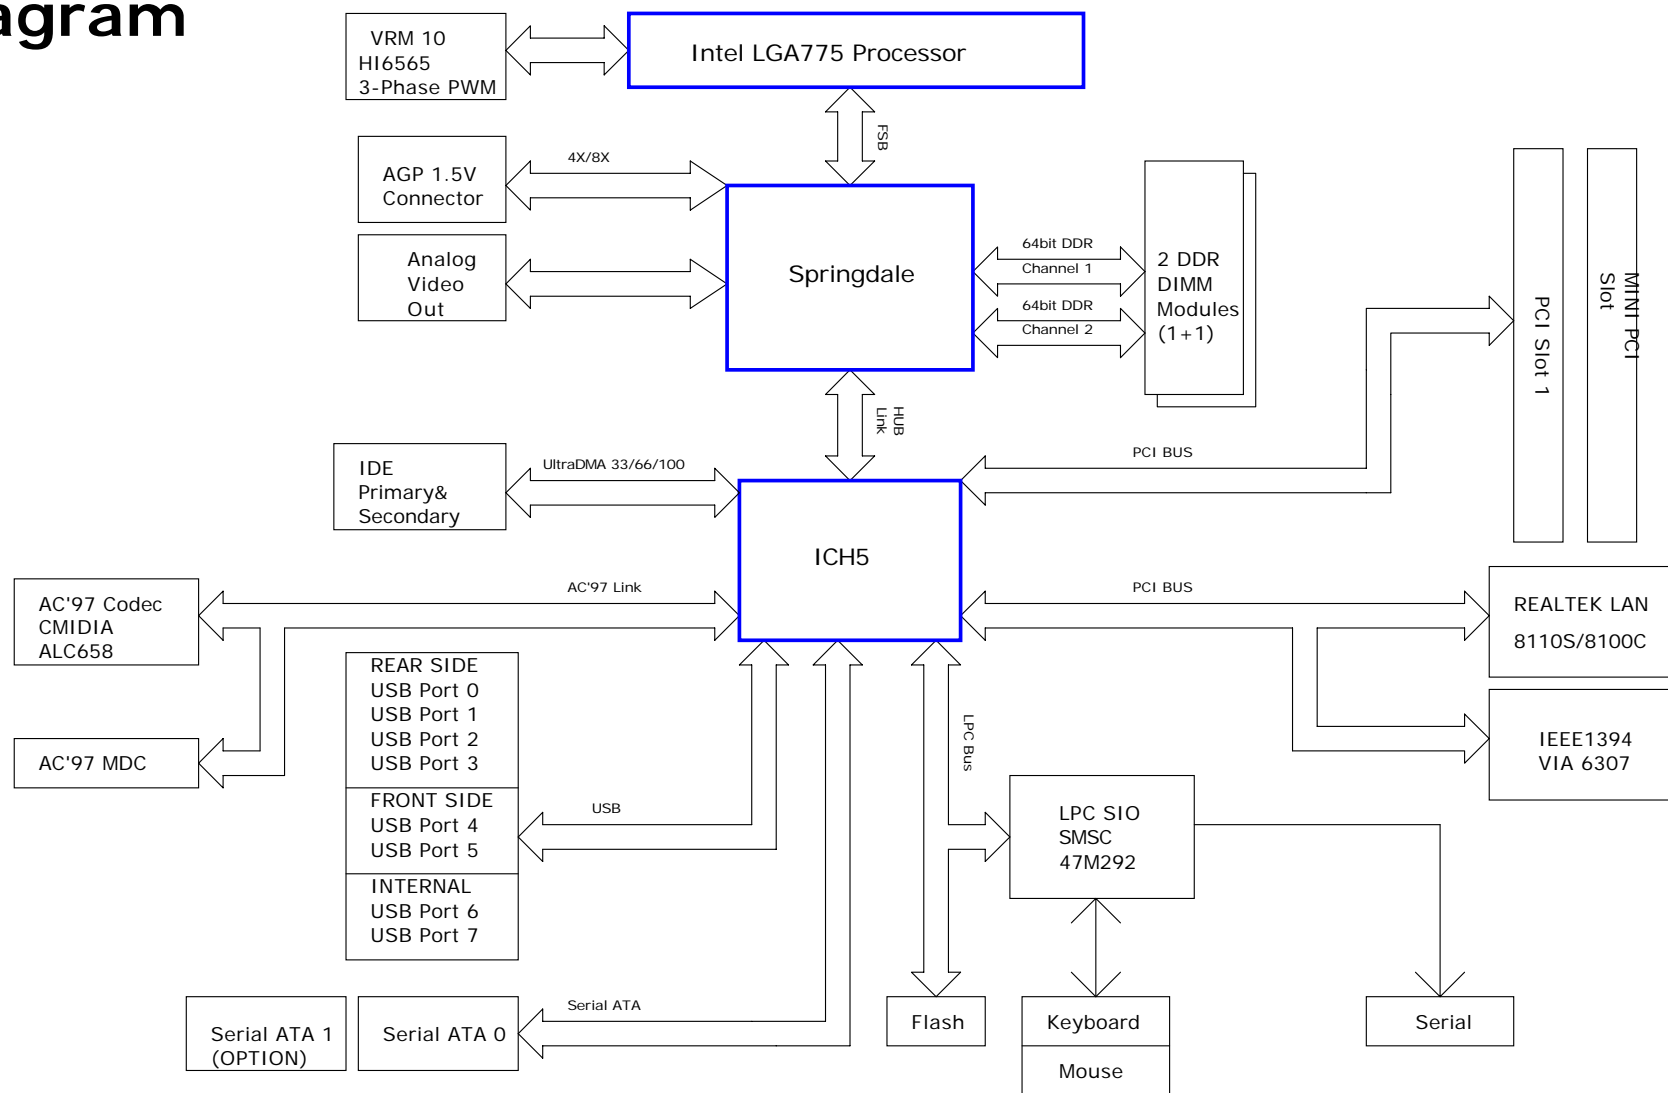 agram
VRM 10
HI6565
3-Phase PWM
Intel LGA775 Processor
FSB
AGP 1.5V
Connector
4X/8X
Analog
Video
Out
Springdale
64bit DDR
Channel 1
64bit DDR
Channel 2
2 DDR
DIMM
Modules
(1+1)
PCI Slot 1
MINI PCI
Slot
HUB
Link
IDE
Primary&
Secondary
UltraDMA 33/66/100
PCI BUS
ICH5
AC'97 Codec
CMIDIA
ALC658
AC'97 Link
PCI BUS
REALTEK LAN
8110S/8100C
AC'97 MDC
REAR SIDE
USB Port 0
USB Port 1
USB Port 2
USB Port 3
FRONT SIDE
USB Port 4
USB Port 5
INTERNAL
USB Port 6
USB Port 7
USB
LPC Bus
LPC SIO
SMSC
47M292
IEEE1394
VIA 6307
Serial ATA 1
(OPTION)
Serial ATA 0
Serial ATA
Flash
Keyboard
Mouse
Serial